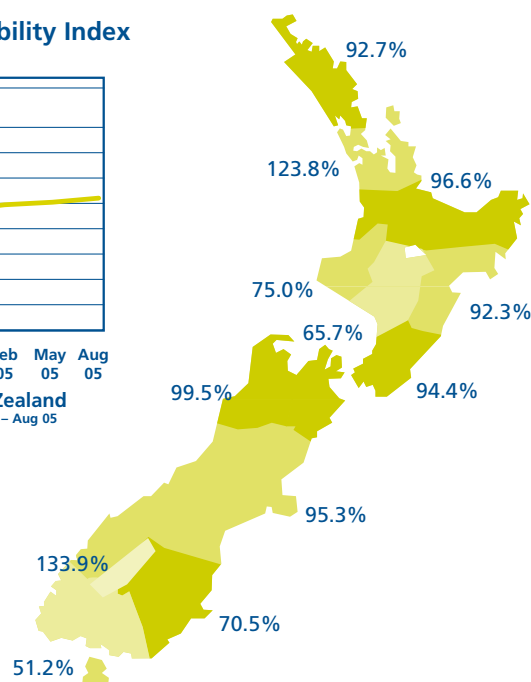 bility Index
92.7%
123.8%
96.6%
75.0%
92.3%
65.7%
eb May Aug
05 05 05
Zealand
– Aug 05
99.5%
94.4%
95.3%
133.9%
70.5%
51.2%